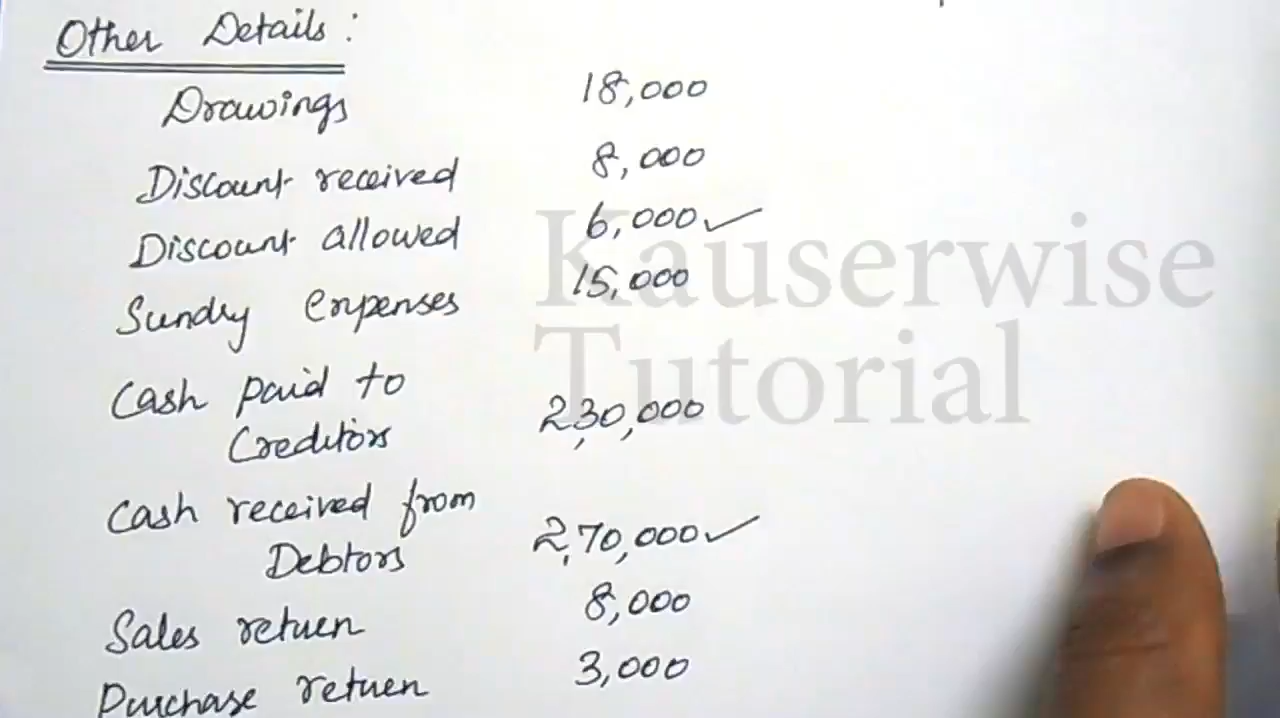 Other Details:
Drawings 18,000
Discount received 8,000
Discount allowed 6,000 ✓
Sundry expenses 15,000
Cash paid to
Creditors 2,30,000
Cash received from
Debtors 2,70,000 ✓
Sales return 8,000
Purchase return 3,000
Kauserwise
Tutorial